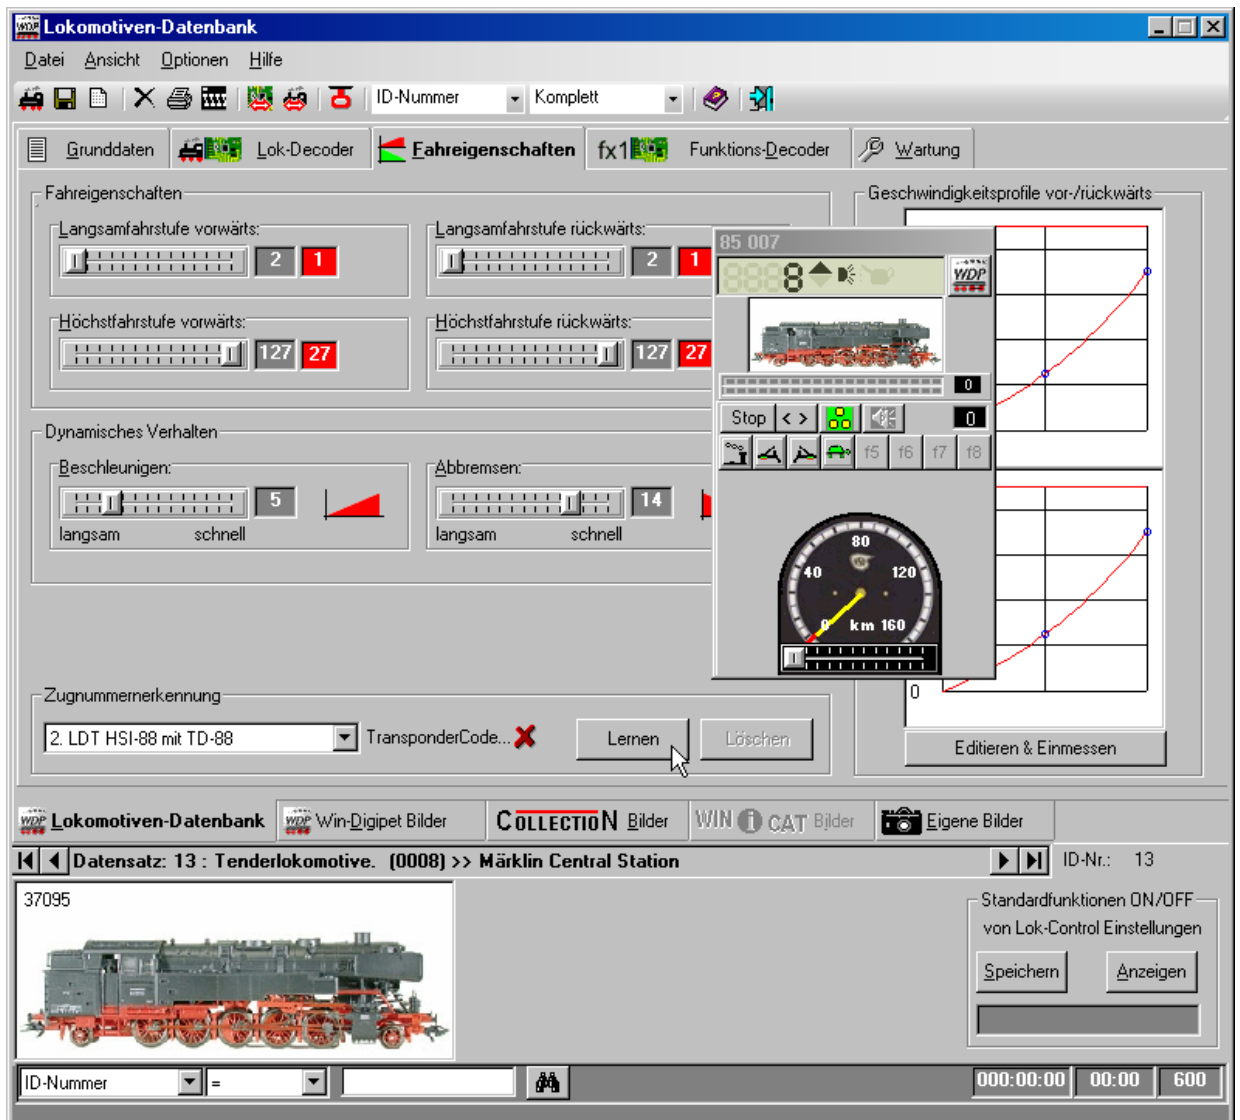 Lokomotiven-Datenbank
Datei Ansicht Optionen Hilfe
ID-Nummer Komplett
Grunddaten Lok-Decoder Fahreigenschaften fx1 Funktions-Decoder Wartung
Fahreigenschaften
Geschwindigkeitsprofile vor-/rückwärts
Langsamfahrstufe vorwärts:
2 1
Langsamfahrstufe rückwärts:
2 1
Höchstfahrstufe vorwärts:
127 27
Höchstfahrstufe rückwärts:
127 27
85 007
8
WDP
0
Stop < > 0
f5 f6 f7 f8
Dynamisches Verhalten
Beschleunigen:
5
langsam schnell
Abbremsen:
14
langsam schnell
80
40 120
0 km 160
0
Zugnummernerkennung
2. LDT HSI-88 mit TD-88 TransponderCode... Lernen Löschen
Editieren & Einmessen
WDP Lokomotiven-Datenbank WDP Win-Digipet Bilder COLLECTION Bilder WIN i CAT Bilder Eigene Bilder
Datensatz: 13 : Tenderlokomotive. (0008) >> Märklin Central Station
ID-Nr.: 13
37095
Standardfunktionen ON/OFF
von Lok-Control Einstellungen
Speichern Anzeigen
ID-Nummer = 000:00:00 00:00 600